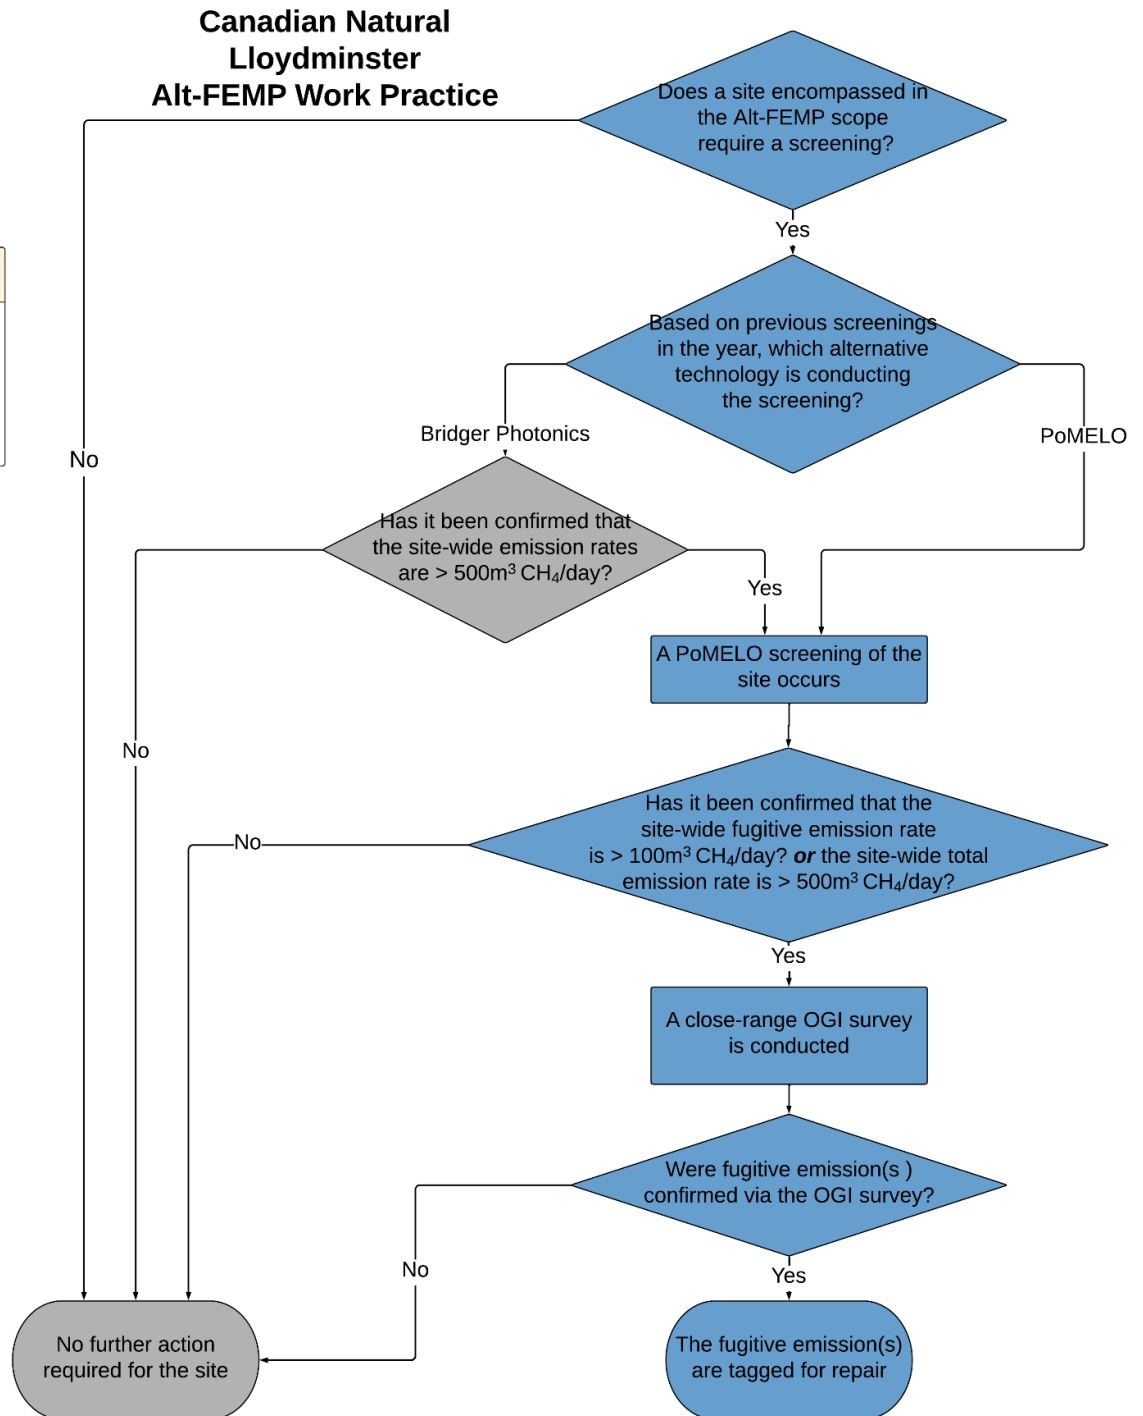 Canadian Natural
Lloydminster
Alt-FEMP Work Practice
Does a site encompassed in
the Alt-FEMP scope
require a screening?
Yes
Based on previous screenings
in the year, which alternative
technology is conducting
the screening?
Bridger Photonics
PoMELO
No
Has it been confirmed that
the site-wide emission rates
are > 500m³ CH₄/day?
Yes
A PoMELO screening of the
site occurs
No
Has it been confirmed that the
site-wide fugitive emission rate
is > 100m³ CH₄/day? or the site-wide total
emission rate is > 500m³ CH₄/day?
No
Yes
A close-range OGI survey
is conducted
Were fugitive emission(s )
confirmed via the OGI survey?
No
Yes
No further action
required for the site
The fugitive emission(s)
are tagged for repair